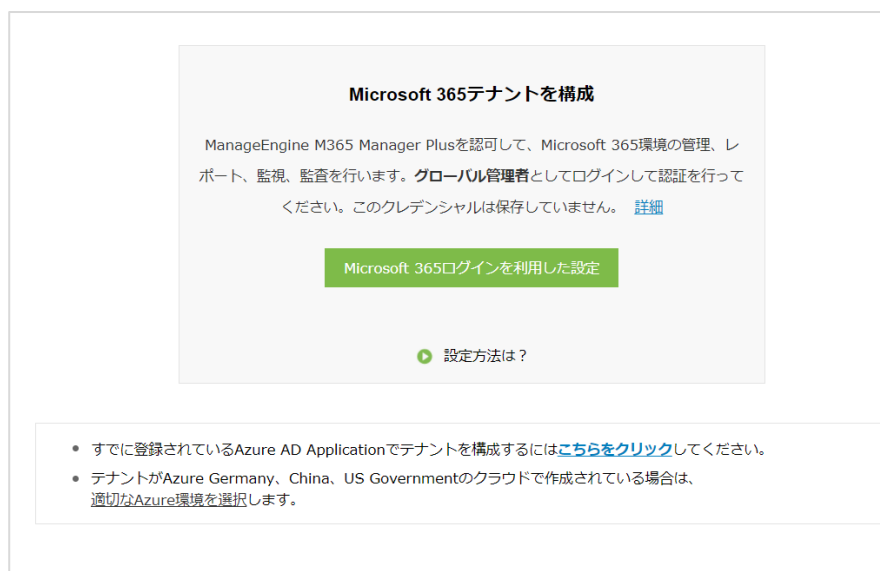 Microsoft 365テナントを構成
ManageEngine M365 Manager Plusを認可して、Microsoft 365環境の管理、レ
ポート、監視、監査を行います。グローバル管理者としてログインして認証を行って
ください。このクレデンシャルは保存していません。 詳細
Microsoft 365ログインを利用した設定
設定方法は？
すでに登録されているAzure AD Applicationでテナントを構成するにはこちらをクリックしてください。
テナントがAzure Germany、China、US Governmentのクラウドで作成されている場合は、
適切なAzure環境を選択します。